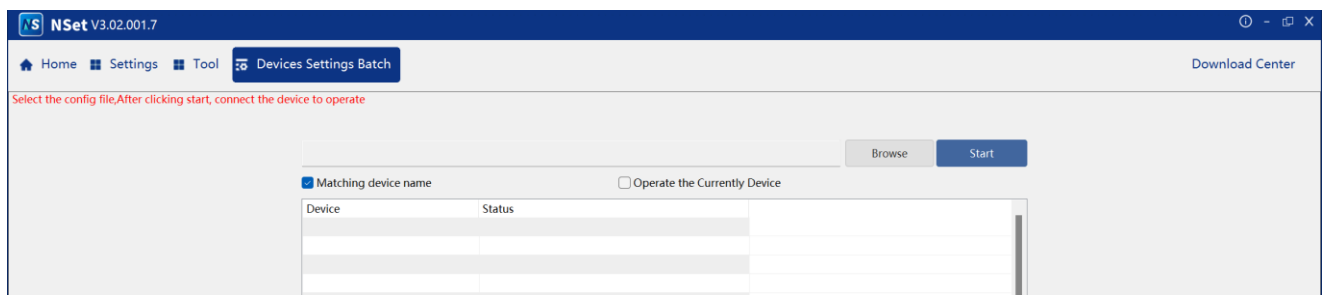 NS NSet V3.02.001.7
Home Settings Tool Devices Settings Batch Download Center
Select the config file,After clicking start, connect the device to operate
Browse Start
Matching device name Operate the Currently Device
Device Status